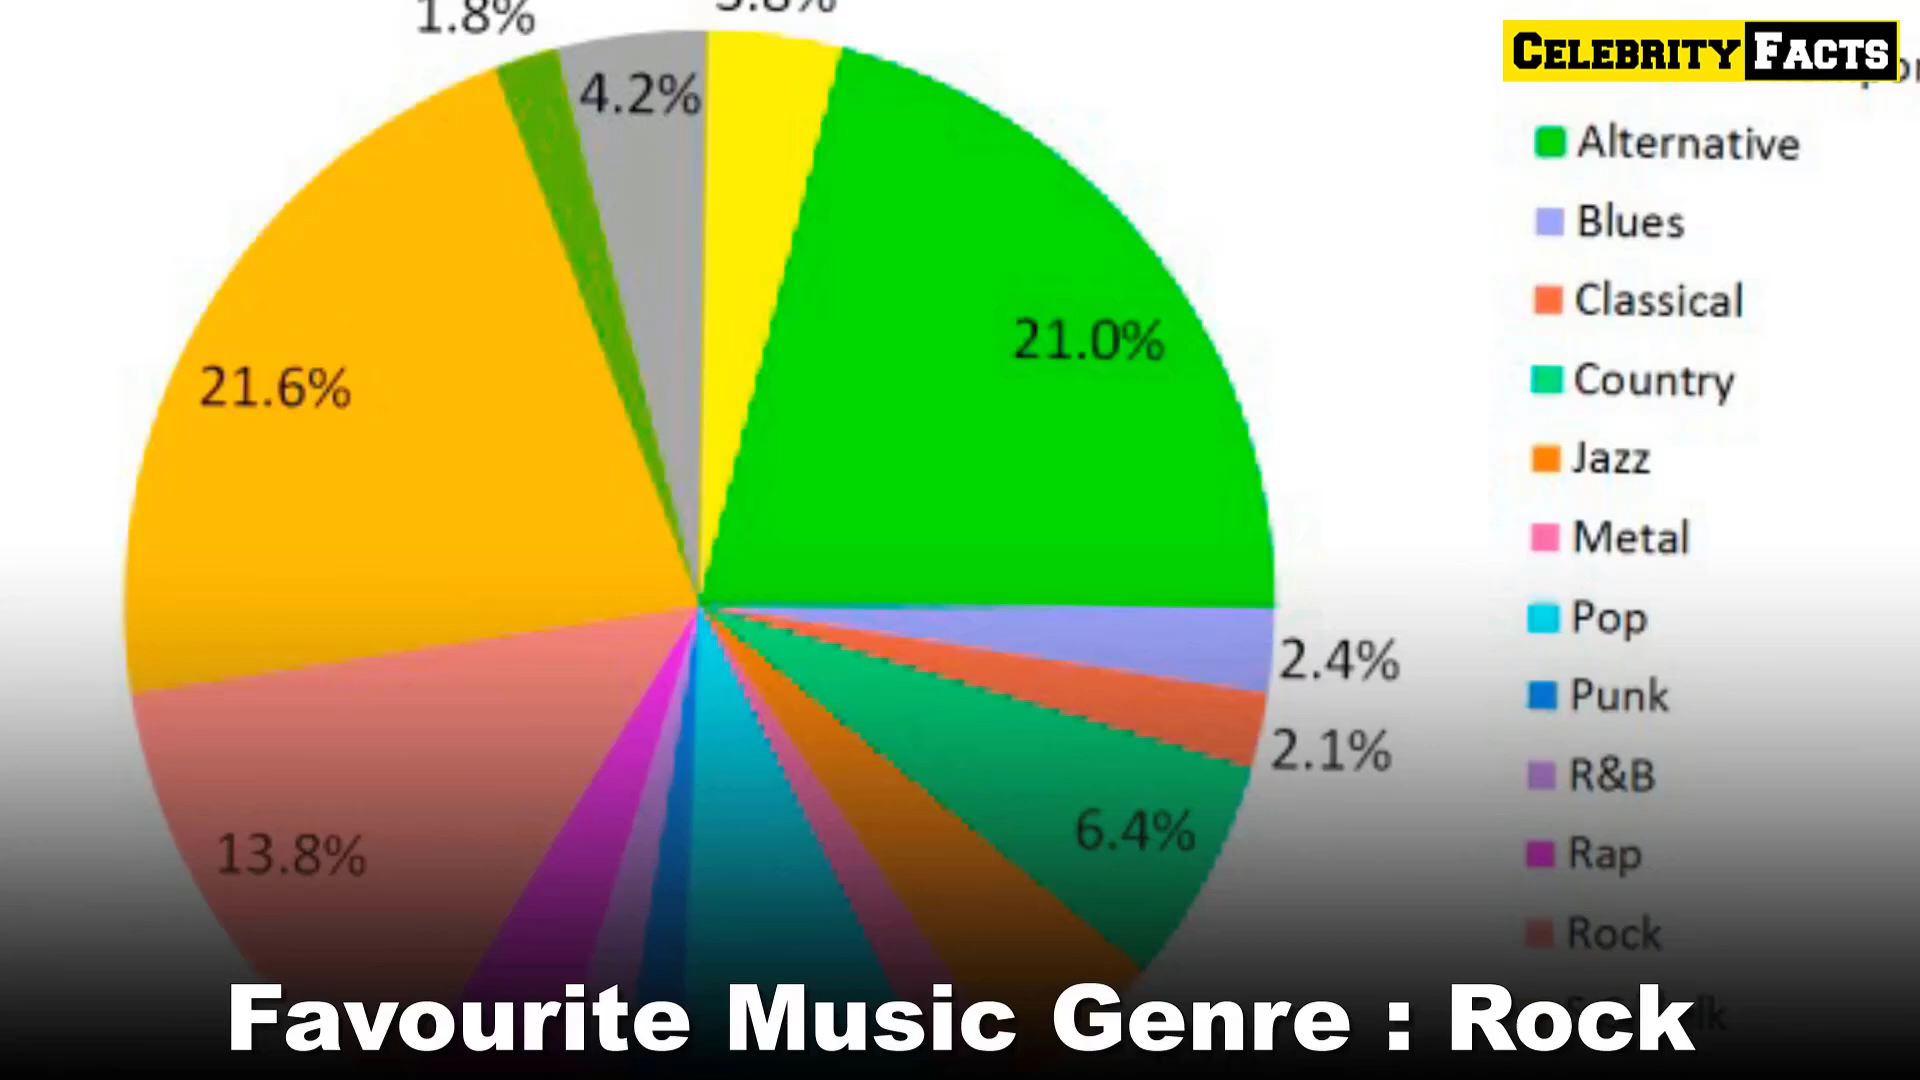 1.8%
CELEBRITY FACTS
4.2%
Alternative
Blues
Classical
21.0%
21.6%
Country
Jazz
Metal
Pop
2.4%
Punk
2.1%
R&B
6.4%
13.8%
Rap
Rock
Favourite Music Genre : Rock